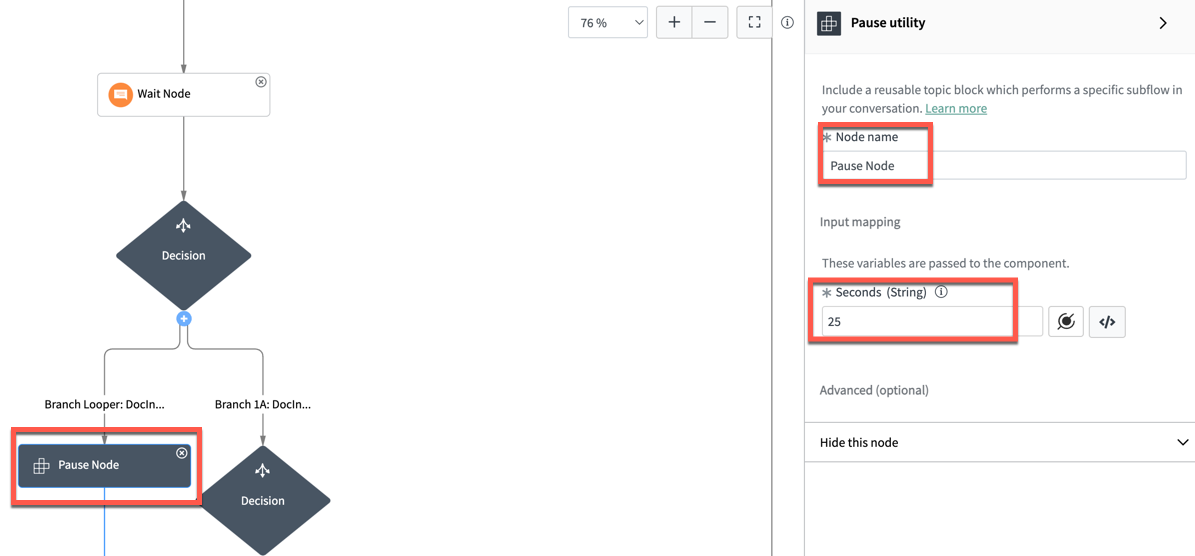 76 %
Wait Node
Decision
Branch Looper: DocIn...
Branch 1A: DocIn...
Pause Node
Decision
Pause utility
Include a reusable topic block which performs a specific subflow in
your conversation. Learn more
* Node name
Pause Node
Input mapping
These variables are passed to the component.
* Seconds (String)
25
</>
Advanced (optional)
Hide this node